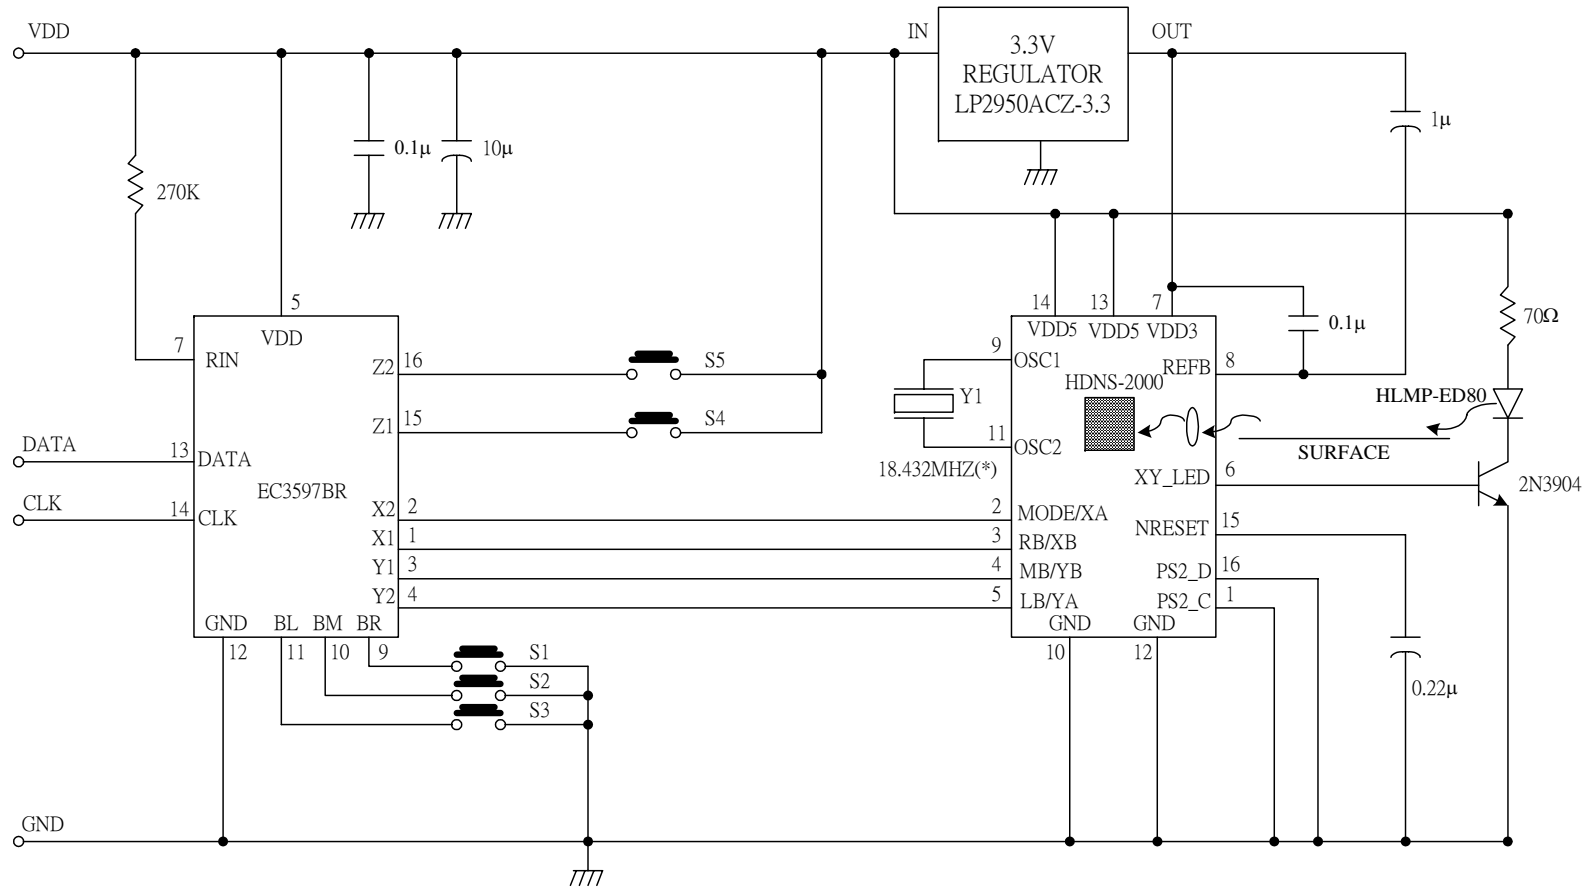 VDD
IN
3.3V
REGULATOR
LP2950ACZ-3.3
OUT
0.1μ
10μ
1μ
270K
5
VDD
7
RIN
Z2
16
S5
Z1
15
S4
DATA
13
DATA
CLK
14
CLK
EC3597BR
X2
2
X1
1
Y1
3
Y2
4
GND
BL
BM
BR
12
11
10
9
S1
S2
S3
14
13
7
VDD5
VDD5
VDD3
0.1μ
70Ω
9
OSC1
REFB
8
HDNS-2000
HLMP-ED80
Y1
11
OSC2
18.432MHZ(*)
SURFACE
XY_LED
6
2N3904
2
MODE/XA
NRESET
15
3
RB/XB
4
MB/YB
PS2_D
16
5
LB/YA
PS2_C
1
GND
GND
10
12
0.22μ
GND